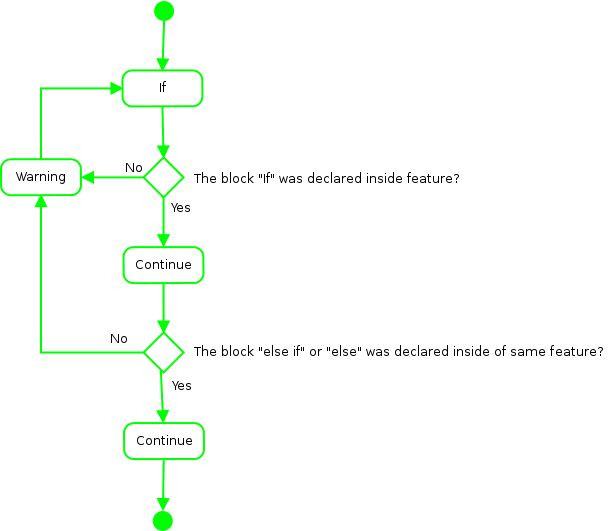 If
No
Warning
The block "If" was declared inside feature?
Yes
Continue
No
The block "else if" or "else" was declared inside of same feature?
Yes
Continue